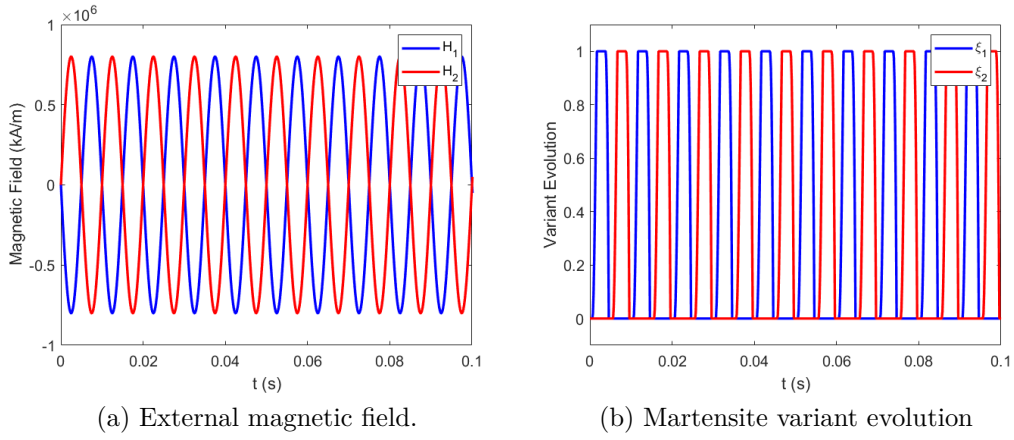 ×10⁶
1
0.5
0
-0.5
-1
Magnetic Field (kA/m)
H₁
H₂
0 0.02 0.04 0.06 0.08 0.1
t (s)
(a) External magnetic field.
1
0.8
0.6
0.4
0.2
0
Variant Evolution
ξ₁
ξ₂
0 0.02 0.04 0.06 0.08 0.1
t (s)
(b) Martensite variant evolution